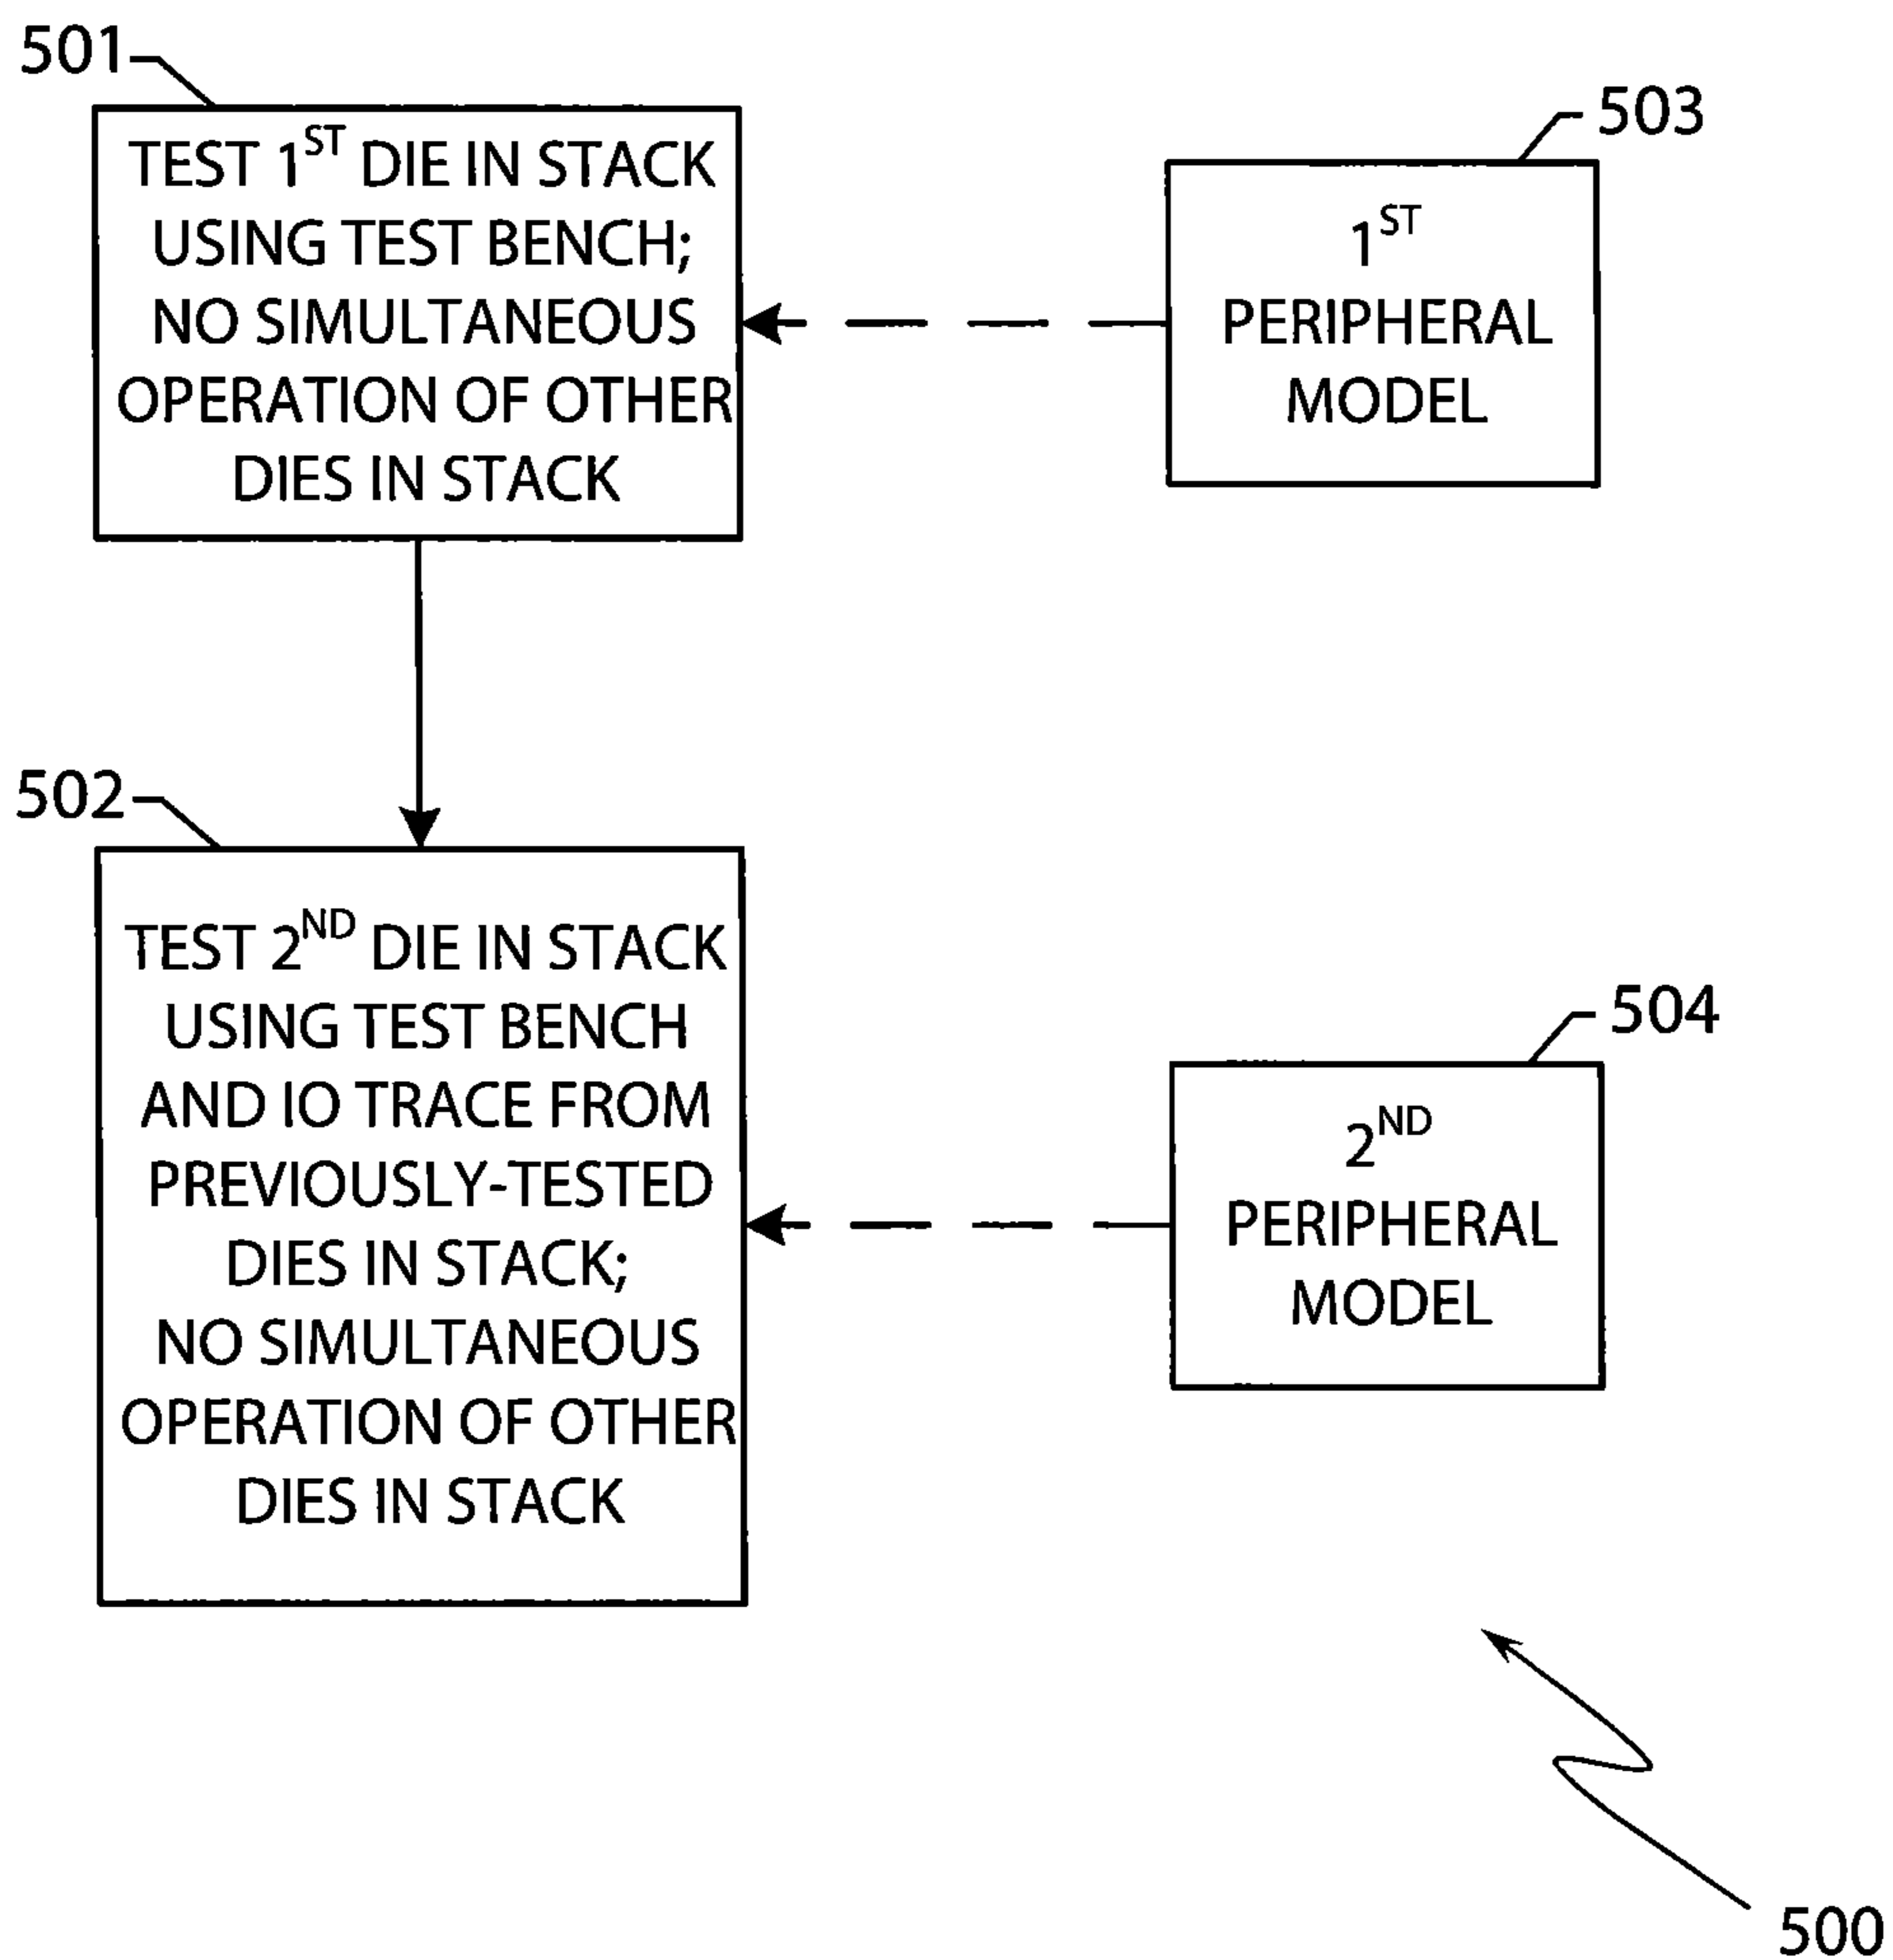 501
TEST 1ST DIE IN STACK
USING TEST BENCH;
NO SIMULTANEOUS
OPERATION OF OTHER
DIES IN STACK
503
1ST
PERIPHERAL
MODEL
502
TEST 2ND DIE IN STACK
USING TEST BENCH
AND IO TRACE FROM
PREVIOUSLY-TESTED
DIES IN STACK;
NO SIMULTANEOUS
OPERATION OF OTHER
DIES IN STACK
504
2ND
PERIPHERAL
MODEL
500